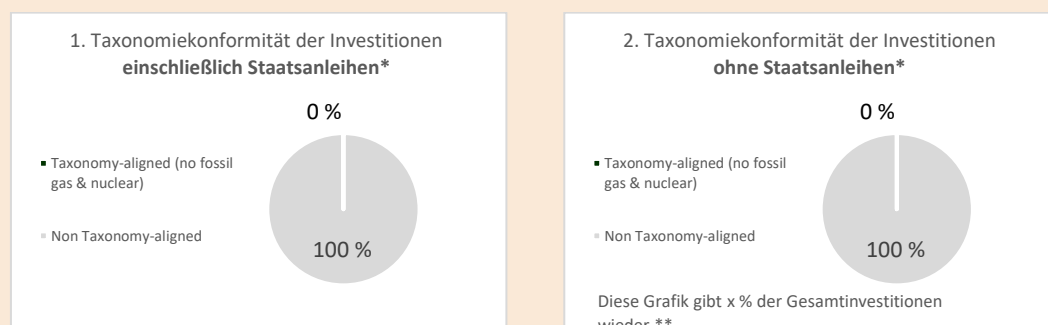 1. Taxonomiekonformität der Investitionen
einschließlich Staatsanleihen*
0 %
Taxonomy-aligned (no fossil
gas & nuclear)
Non Taxonomy-aligned
100 %
2. Taxonomiekonformität der Investitionen
ohne Staatsanleihen*
0 %
Taxonomy-aligned (no fossil
gas & nuclear)
Non Taxonomy-aligned
100 %
Diese Grafik gibt x % der Gesamtinvestitionen
wieder.**